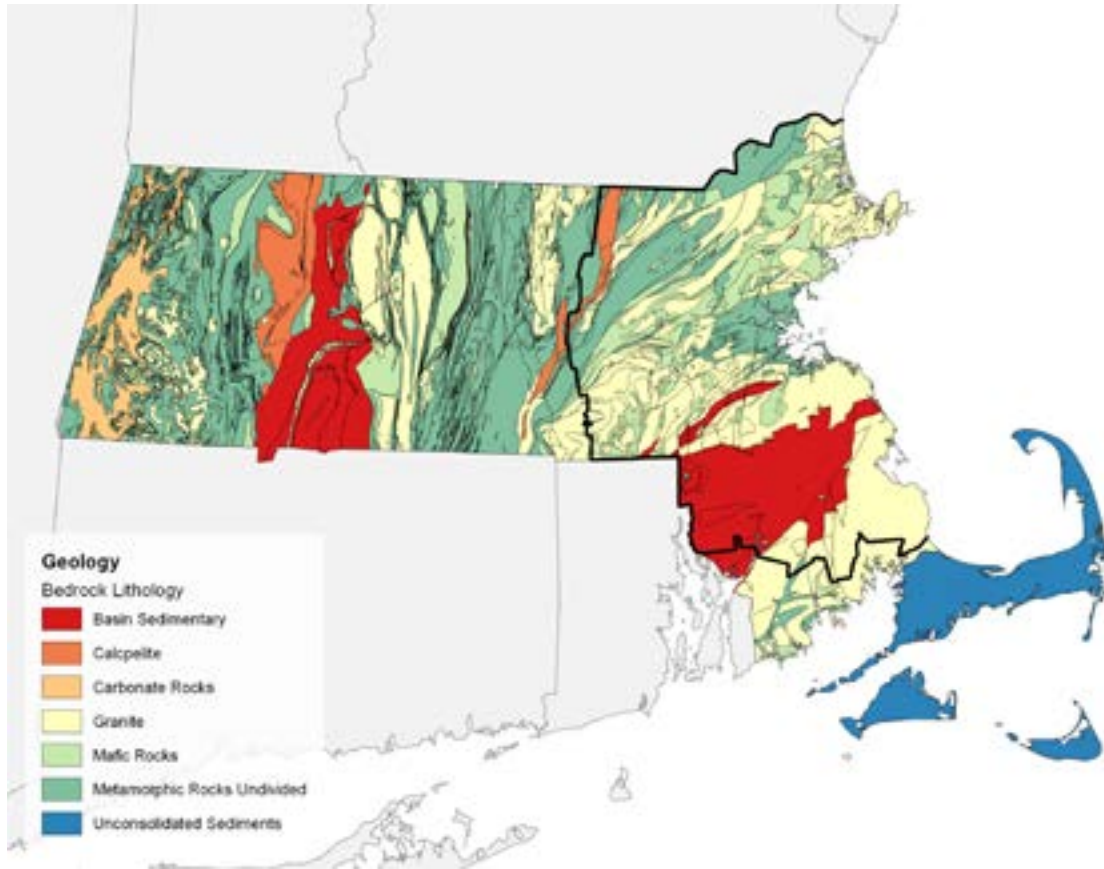 Geology
Bedrock Lithology
Basin Sedimentary
Calcpelite
Carbonate Rocks
Granite
Mafic Rocks
Metamorphic Rocks Undivided
Unconsolidated Sediments